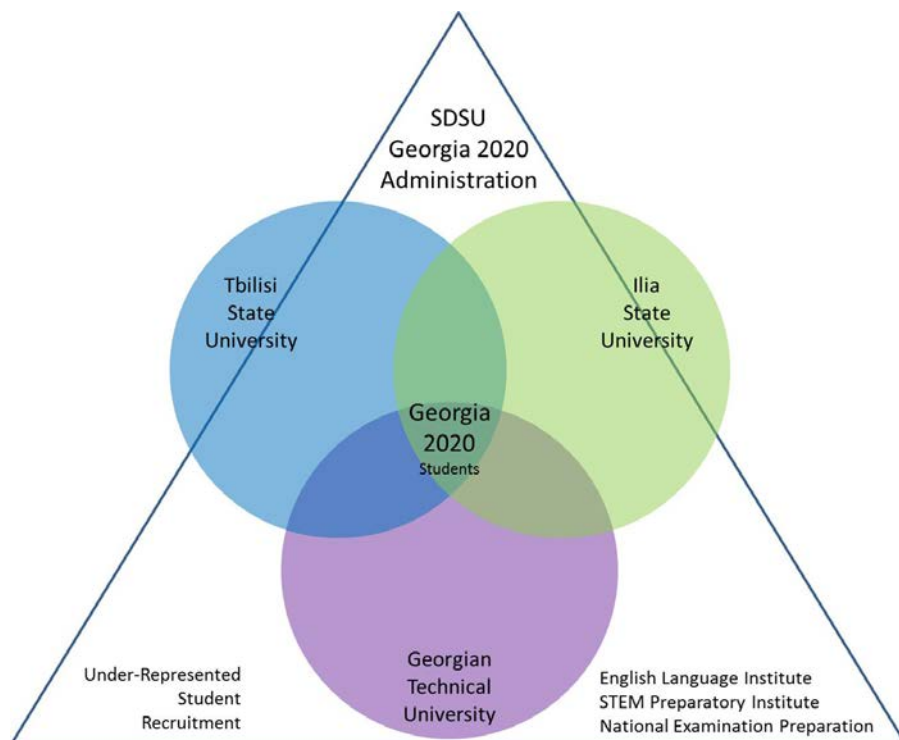 SDSU
Georgia 2020
Administration
Tbilisi
State
University
Ilia
State
University
Georgia
2020
Students
Under-Represented
Student
Recruitment
Georgian
Technical
University
English Language Institute
STEM Preparatory Institute
National Examination Preparation